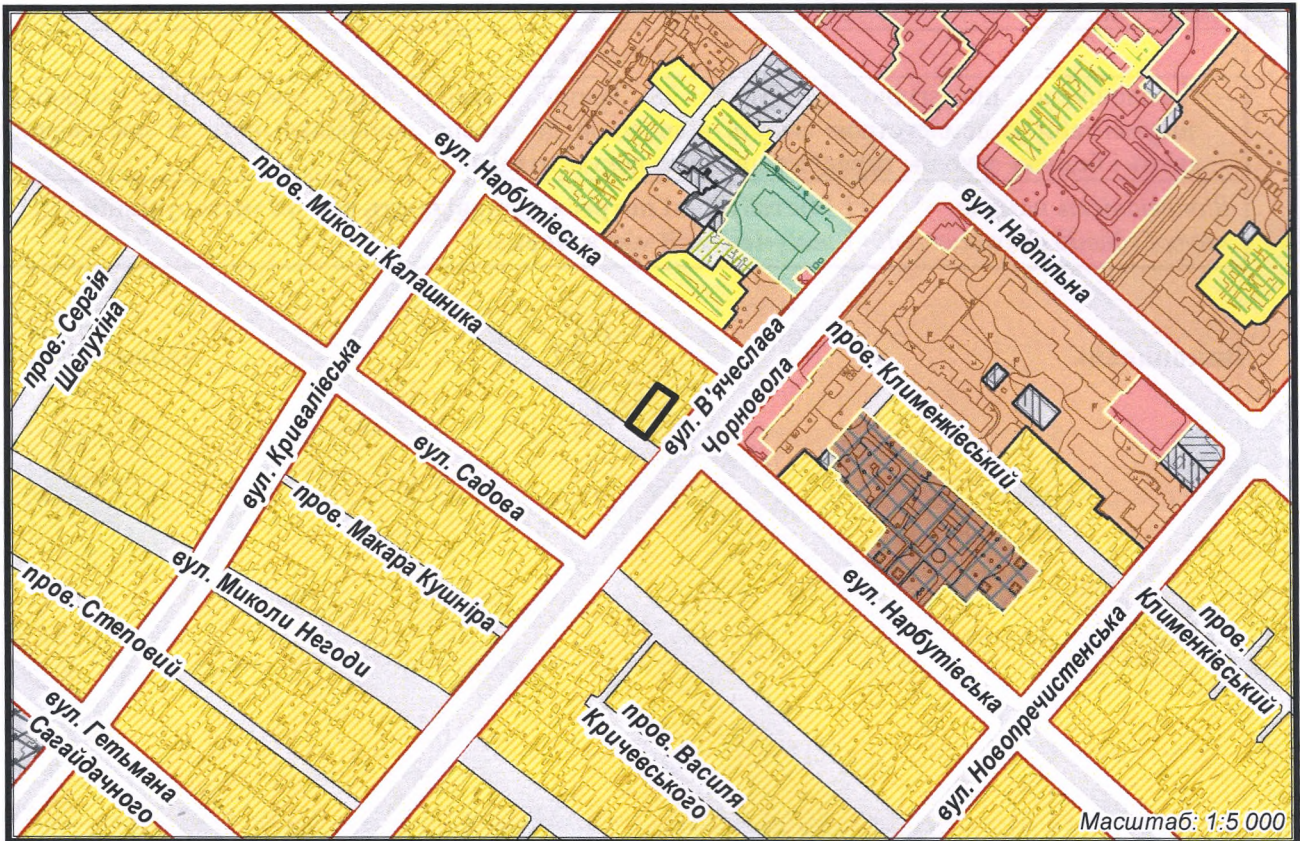 вул. Нарбутівська
пров. Миколи Калашника
вул. Надпільна
пров. Сергія
Шелухіна
вул. В'ячеслава
Чорновола
пров. Клименківський
вул. Кривалівська
вул. Садова
пров. Макара Кушніра
вул. Миколи Негоди
пров. Степовий
вул. Нарбутівська
вул. Новопречистенська
пров.
Клименківський
вул. Гетьмана
Сагайдачного
пров. Василя
Кричевського
Масштаб: 1:5 000